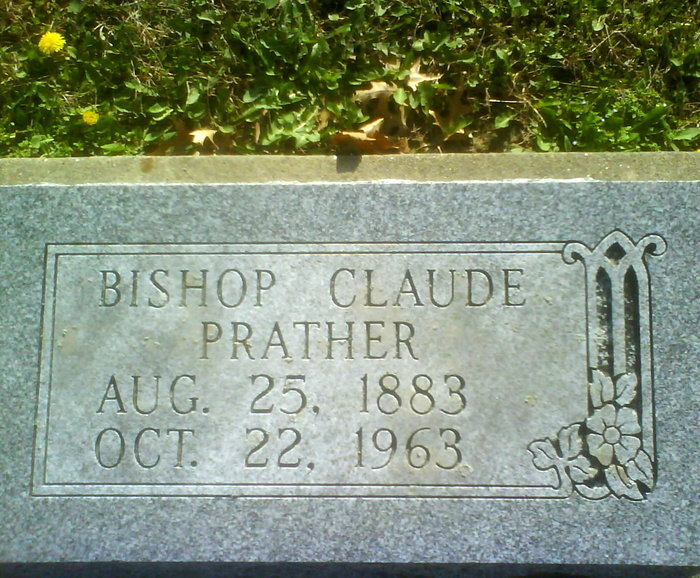 BISHOP CLAUDE
PRATHER
AUG. 25, 1883
OCT. 22, 1963